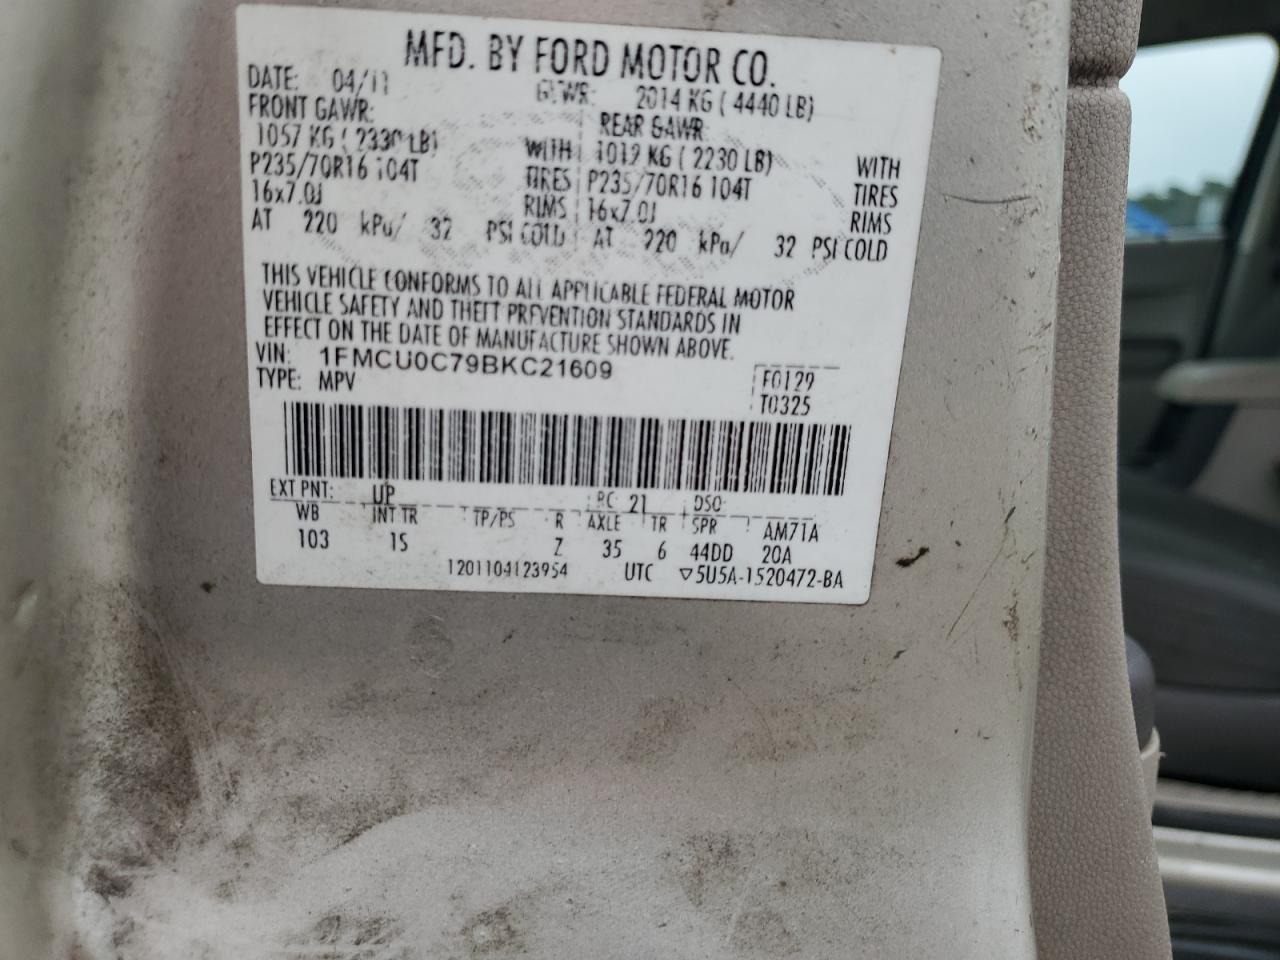 MFD. BY FORD MOTOR CO.
DATE: 04/11 GVWR: 2014 KG ( 4440 LB)
FRONT GAWR: REAR GAWR:
1057 KG ( 2330 LB) WITH 1012 KG ( 2230 LB) WITH
P235/70R16 104T TIRES P235/70R16 104T TIRES
16x7.0J RIMS 16x7.0J RIMS
AT 220 kPa/ 32 PSI COLD AT 220 kPa/ 32 PSI COLD
THIS VEHICLE CONFORMS TO ALL APPLICABLE FEDERAL MOTOR
VEHICLE SAFETY AND THEFT PREVENTION STANDARDS IN
EFFECT ON THE DATE OF MANUFACTURE SHOWN ABOVE.
VIN: 1FMCU0C79BKC21609
TYPE: MPV
F0129
T0325
EXT PNT: UP RC: 21 DSO:
WB INT TR TP/PS R AXLE TR SPR AM71A
103 1S Z 35 6 44DD 20A
1201104123954 UTC ▽5U5A-1520472-BA